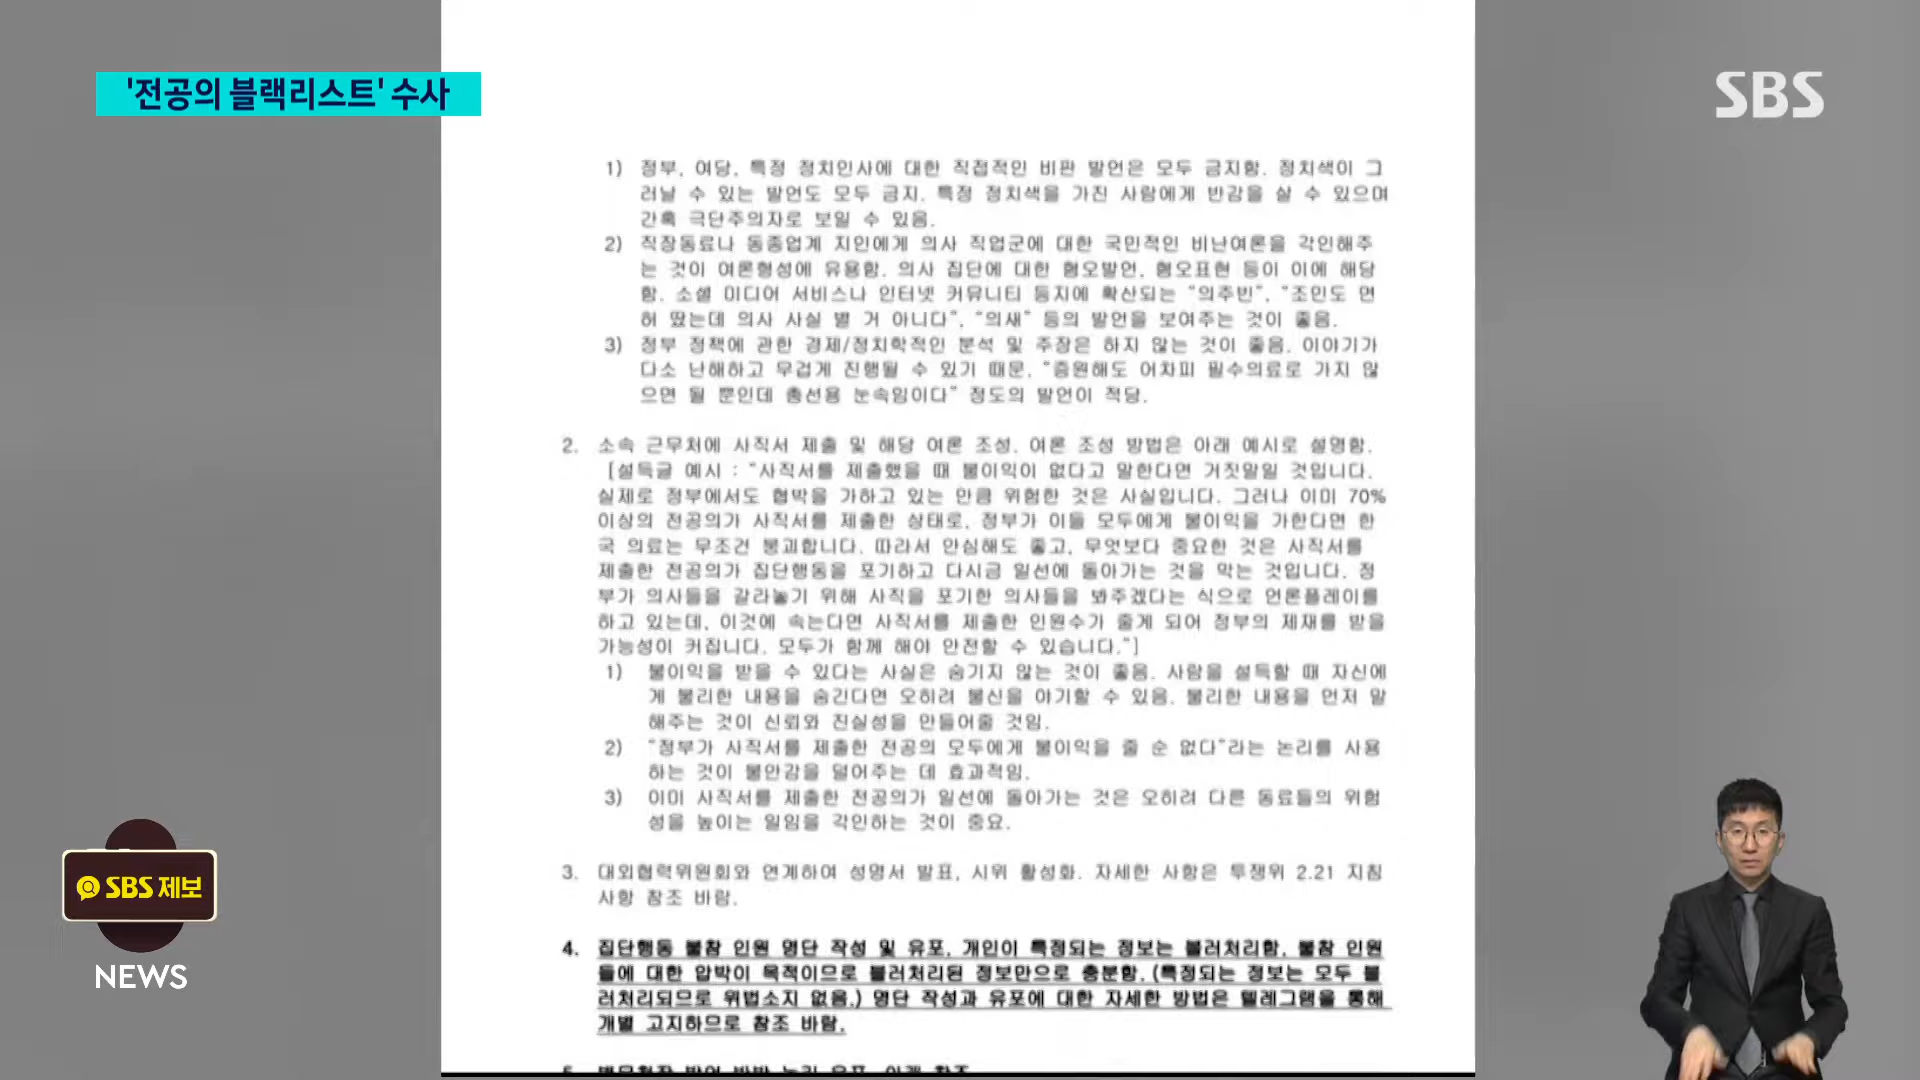 '전공의 블랙리스트' 수사
SBS
1) 정부, 여당, 특정 정치인사에 대한 직접적인 비판 발언은 모두 금지함. 정치색이 그
러날 수 있는 발언도 모두 금지. 특정 정치색을 가진 사람에게 반감을 살 수 있으며
간혹 극단주의자로 보일 수 있음.
2) 직장동료나 동종업계 지인에게 의사 직업군에 대한 국민적인 비난여론을 각인해주
는 것이 여론형성에 유용함. 의사 집단에 대한 혐오발언, 혐오표현 등이 이에 해당
함. 소셜 미디어 서비스나 인터넷 커뮤니티 등지에 확산되는 "의주빈", "조민도 면
허 땄는데 의사 사실 별 거 아니다", "의새" 등의 발언을 보여주는 것이 좋음.
3) 정부 정책에 관한 경제/정치학적인 분석 및 주장은 하지 않는 것이 좋음. 이야기가
다소 난해하고 무겁게 진행될 수 있기 때문. "증원해도 어차피 필수의료로 가지 않
으면 될 뿐인데 총선용 눈속임이다" 정도의 발언이 적당.
2. 소속 근무처에 사직서 제출 및 해당 여론 조성. 여론 조성 방법은 아래 예시로 설명함.
[설득글 예시 : "사직서를 제출했을 때 불이익이 없다고 말한다면 거짓말일 것입니다.
실제로 정부에서도 협박을 가하고 있는 만큼 위험한 것은 사실입니다. 그러나 이미 70%
이상의 전공의가 사직서를 제출한 상태로, 정부가 이들 모두에게 불이익을 가한다면 한
국 의료는 무조건 붕괴합니다. 따라서 안심해도 좋고, 무엇보다 중요한 것은 사직서를
제출한 전공의가 집단행동을 포기하고 다시금 일선에 돌아가는 것을 막는 것입니다. 정
부가 의사들을 갈라놓기 위해 사직을 포기한 의사들을 봐주겠다는 식으로 언론플레이를
하고 있는데, 이것에 속는다면 사직서를 제출한 인원수가 줄게 되어 정부의 제재를 받을
가능성이 커집니다. 모두가 함께 해야 안전할 수 있습니다."]
1) 불이익을 받을 수 있다는 사실은 숨기지 않는 것이 좋음. 사람을 설득할 때 자신에
게 불리한 내용을 숨긴다면 오히려 불신을 야기할 수 있음. 불리한 내용을 먼저 말
해주는 것이 신뢰와 진실성을 만들어줄 것임.
2) "정부가 사직서를 제출한 전공의 모두에게 불이익을 줄 순 없다"라는 논리를 사용
하는 것이 불안감을 덜어주는 데 효과적임.
3) 이미 사직서를 제출한 전공의가 일선에 돌아가는 것은 오히려 다른 동료들의 위험
성을 높이는 일임을 각인하는 것이 중요.
3. 대외협력위원회와 연계하여 성명서 발표, 시위 활성화. 자세한 사항은 투쟁위 2.21 지침
사항 참조 바람.
4. 집단행동 불참 인원 명단 작성 및 유포. 개인이 특정되는 정보는 블러처리함. 불참 인원
들에 대한 압박이 목적이므로 블러처리된 정보만으로 충분함. (특정되는 정보는 모두 블
러처리되므로 위법소지 없음.) 명단 작성과 유포에 대한 자세한 방법은 텔레그램을 통해
개별 고지하므로 참조 바람.
SBS 제보
NEWS